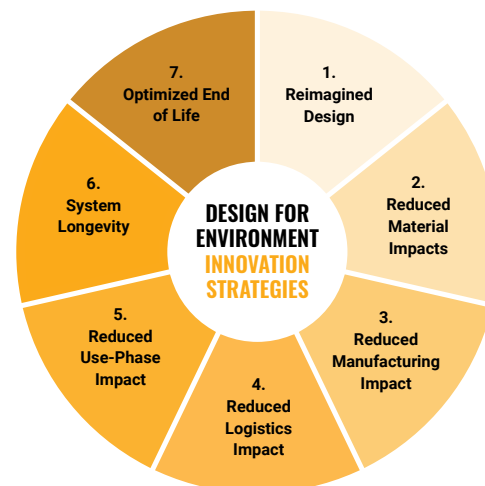 DESIGN FOR
ENVIRONMENT
INNOVATION
STRATEGIES
1.
Reimagined
Design
2.
Reduced
Material
Impacts
3.
Reduced
Manufacturing
Impact
4.
Reduced
Logistics
Impact
5.
Reduced
Use-Phase
Impact
6.
System
Longevity
7.
Optimized End
of Life